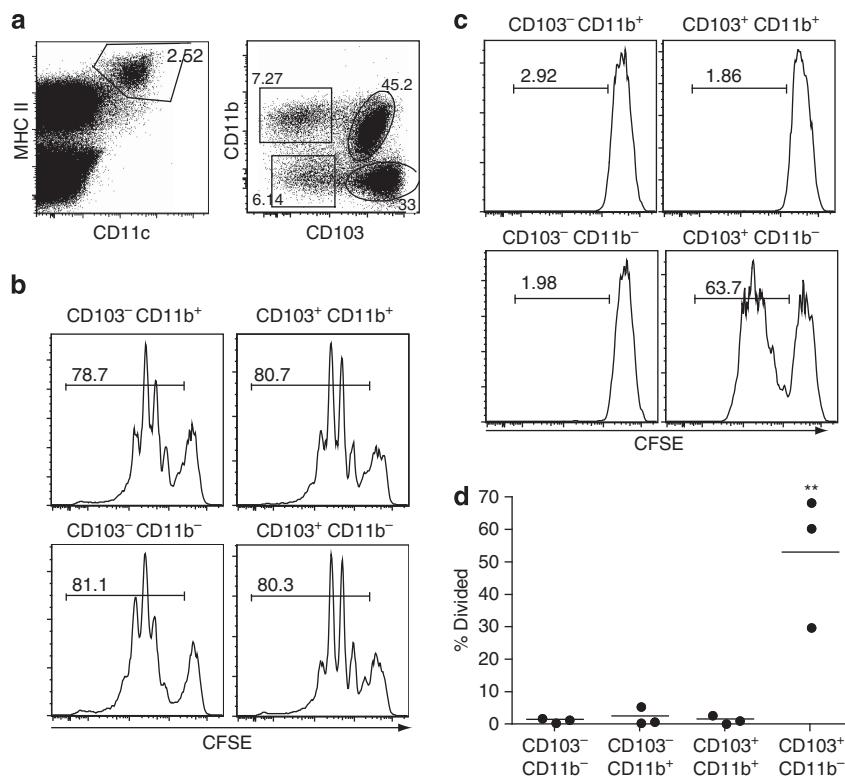 a
2.52
MHC II
CD11c
7.27
45.2
CD11b
6.14
33
CD103
b
CD103– CD11b+
CD103+ CD11b+
78.7
80.7
CD103– CD11b–
CD103+ CD11b–
81.1
80.3
CFSE
c
CD103– CD11b+
CD103+ CD11b+
2.92
1.86
CD103– CD11b–
CD103+ CD11b–
1.98
63.7
CFSE
d
**
70
60
50
40
30
20
10
0
% Divided
CD103– CD103– CD103+ CD103+
CD11b– CD11b+ CD11b+ CD11b–